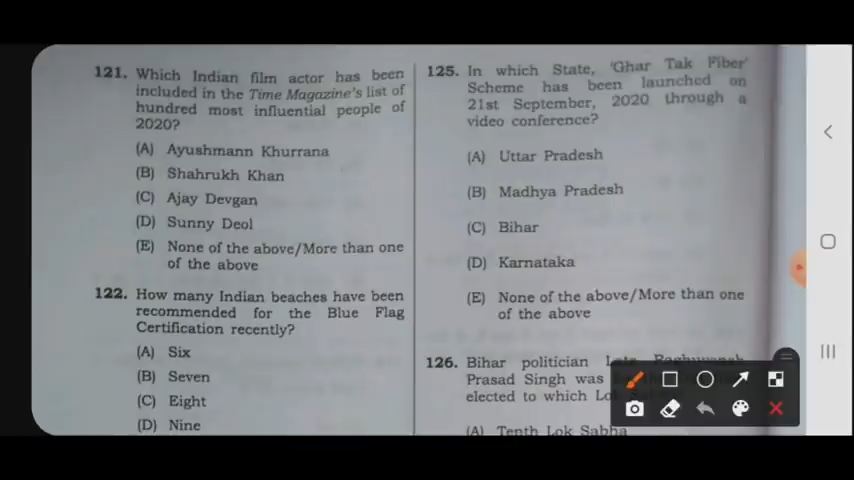 121. Which Indian film actor has been
included in the Time Magazine's list of
hundred most influential people of
2020?
(A) Ayushmann Khurrana
(B) Shahrukh Khan
(C) Ajay Devgan
(D) Sunny Deol
(E) None of the above/More than one
of the above
122. How many Indian beaches have been
recommended for the Blue Flag
Certification recently?
(A) Six
(B) Seven
(C) Eight
(D) Nine
125. In which State, 'Ghar Tak Fiber'
Scheme has been launched on
21st September, 2020 through a
video conference?
(A) Uttar Pradesh
(B) Madhya Pradesh
(C) Bihar
(D) Karnataka
(E) None of the above/More than one
of the above
126. Bihar politician Late Raghuvansh
Prasad Singh was
elected to which Lok
(A) Tenth Lok Sabha